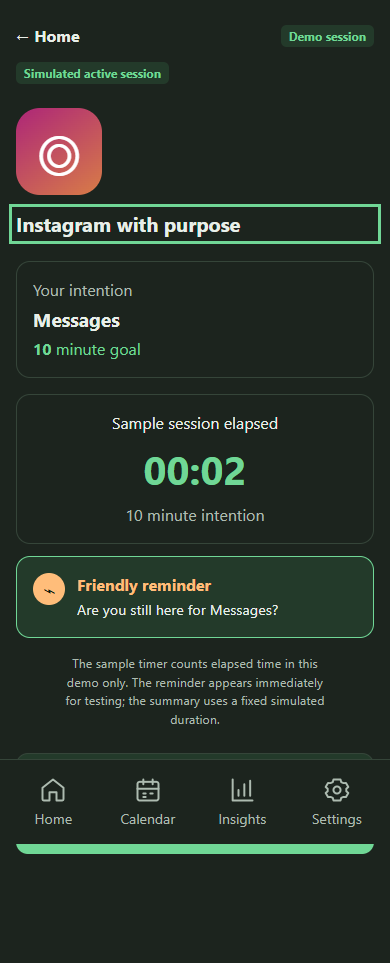 ← Home
Demo session
Simulated active session
Instagram with purpose
Your intention
Messages
10 minute goal
Sample session elapsed
00:02
10 minute intention
Friendly reminder
Are you still here for Messages?
The sample timer counts elapsed time in this
demo only. The reminder appears immediately
for testing; the summary uses a fixed simulated
duration.
Home
Calendar
Insights
Settings